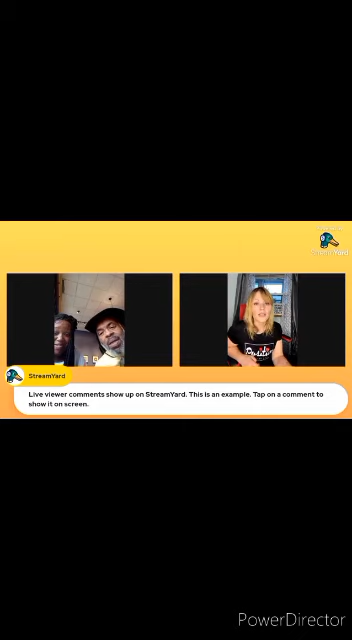 StreamYard
StreamYard
Live viewer comments show up on StreamYard. This is an example. Tap on a comment to
show it on screen.
PowerDirector